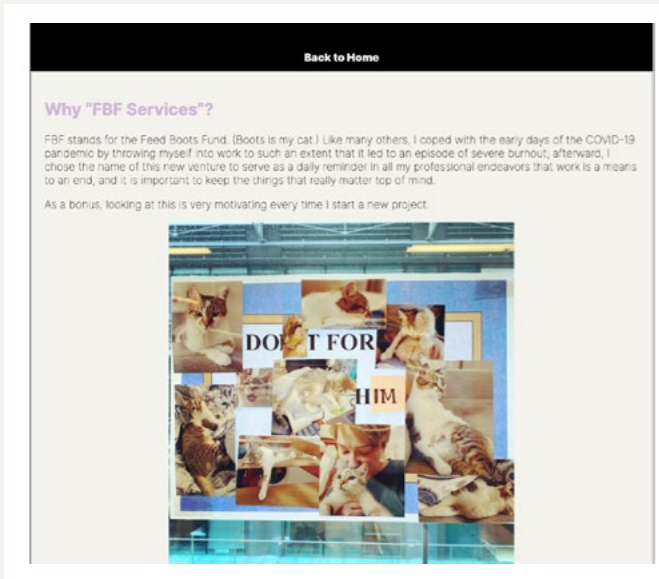 Back to Home
Why "FBF Services"?
FBF stands for the Feed Boots Fund. (Boots is my cat.) Like many others, I coped with the early days of the COVID-19
pandemic by throwing myself into work to such an extent that it led to an episode of severe burnout; afterward, I
chose the name of this new venture to serve as a daily reminder in all my professional endeavors that work is a means
to an end, and it is important to keep the things that really matter top of mind.
As a bonus, looking at this is very motivating every time I start a new project:
DO IT FOR
HIM